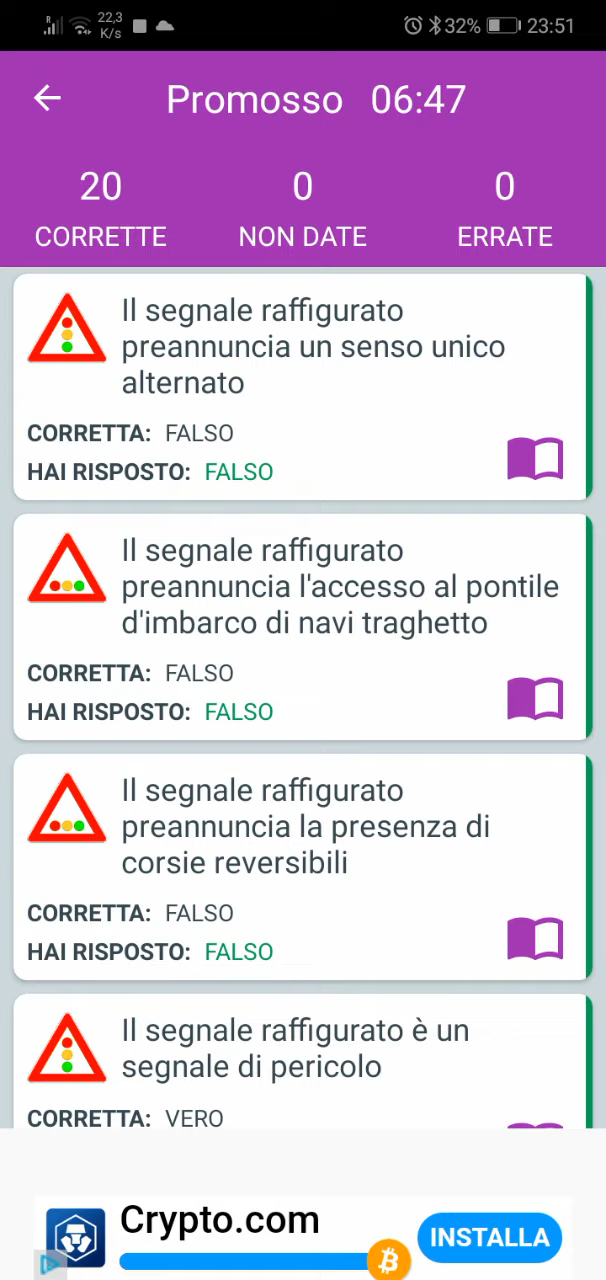 R
22,3
K/s
32%
23:51
Promosso 06:47
20 0 0
CORRETTE NON DATE ERRATE
Il segnale raffigurato
preannuncia un senso unico
alternato
CORRETTA: FALSO
HAI RISPOSTO: FALSO
Il segnale raffigurato
preannuncia l'accesso al pontile
d'imbarco di navi traghetto
CORRETTA: FALSO
HAI RISPOSTO: FALSO
Il segnale raffigurato
preannuncia la presenza di
corsie reversibili
CORRETTA: FALSO
HAI RISPOSTO: FALSO
Il segnale raffigurato è un
segnale di pericolo
CORRETTA: VERO
Crypto.com
INSTALLA